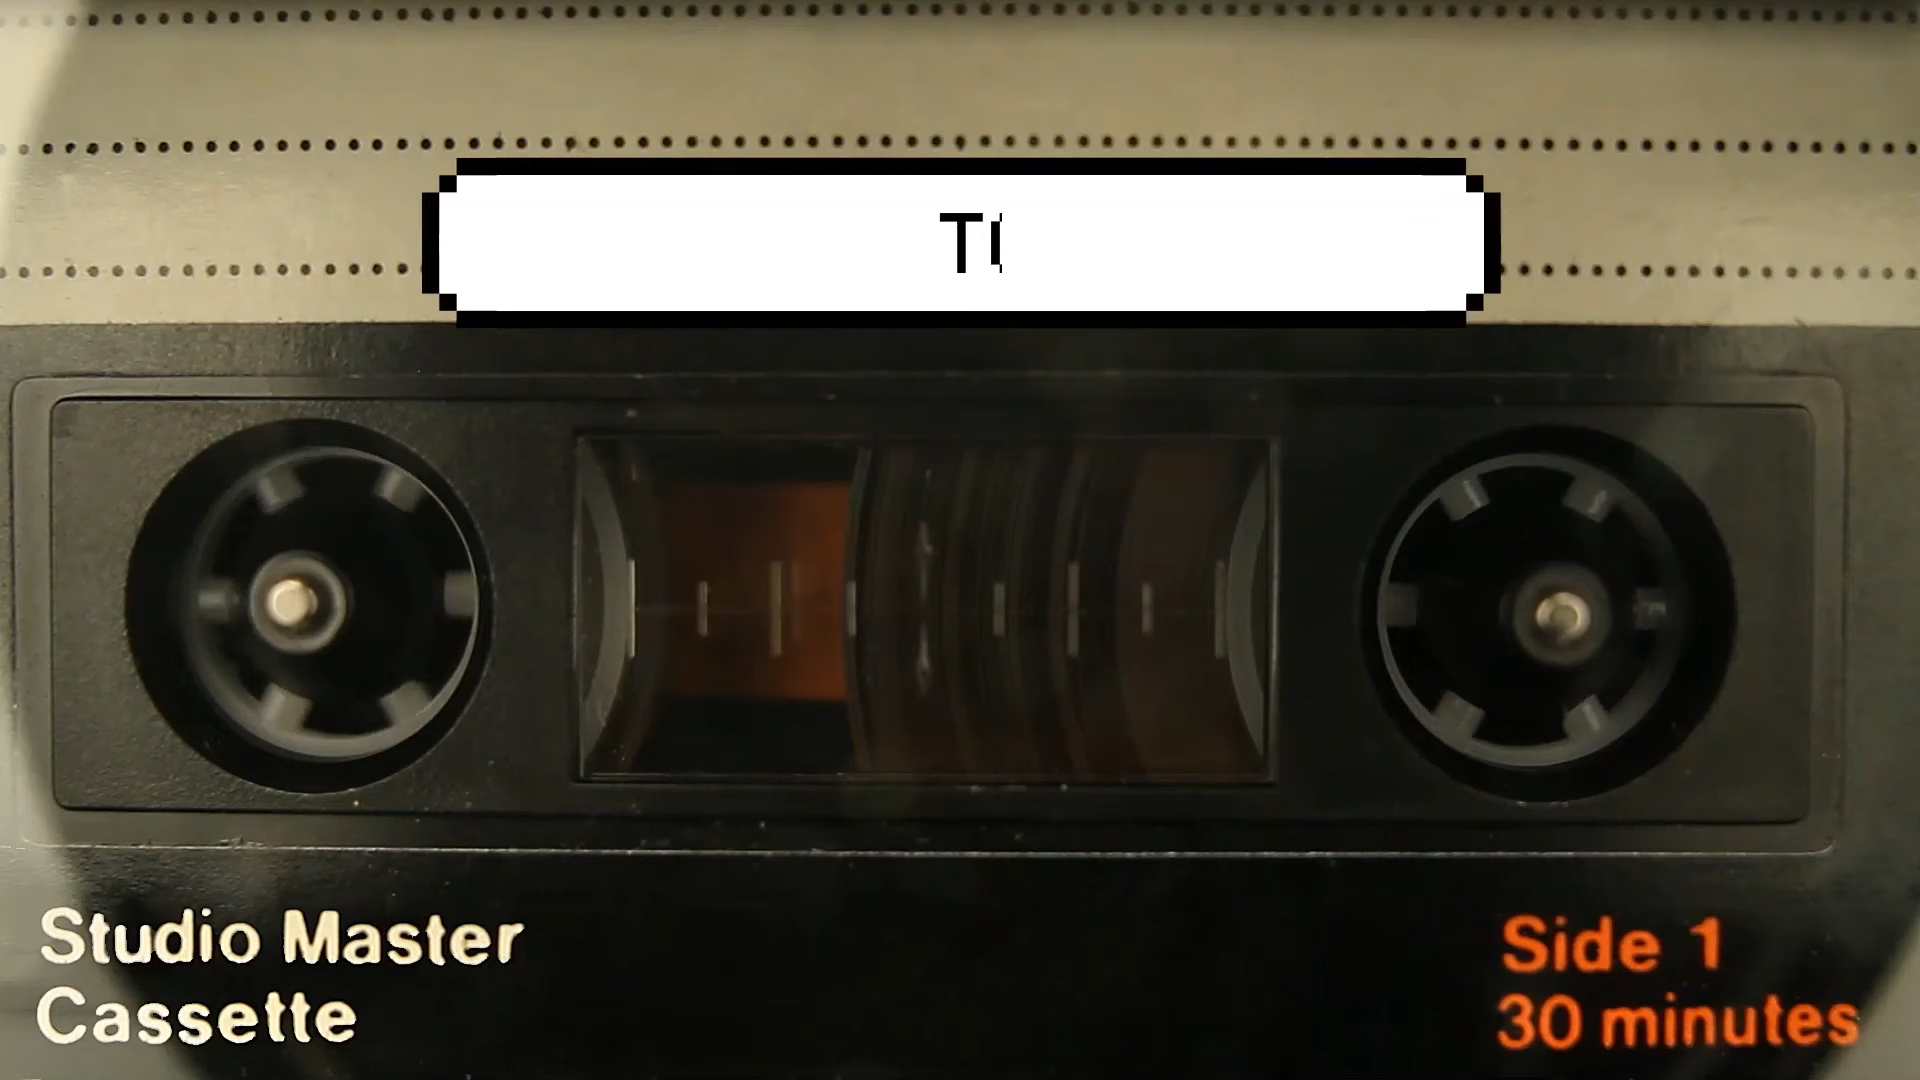 T
Studio Master
Cassette
Side 1
30 minutes